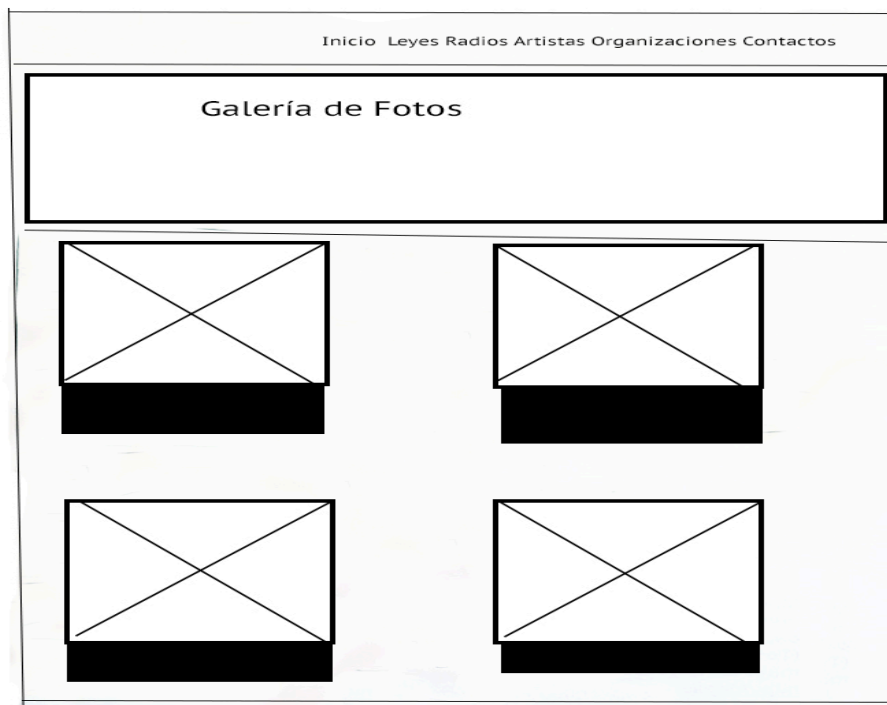 Inicio Leyes Radios Artistas Organizaciones Contactos
Galería de Fotos